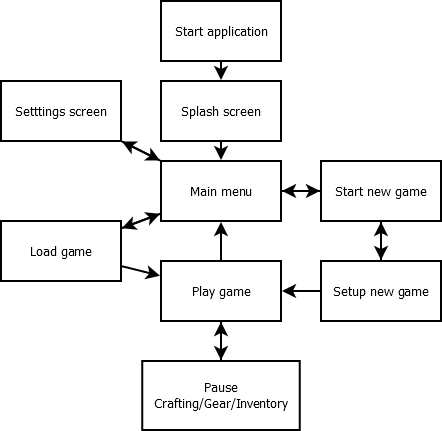 Start application
Setttings screen
Splash screen
Main menu
Start new game
Load game
Play game
Setup new game
Pause
Crafting/Gear/Inventory